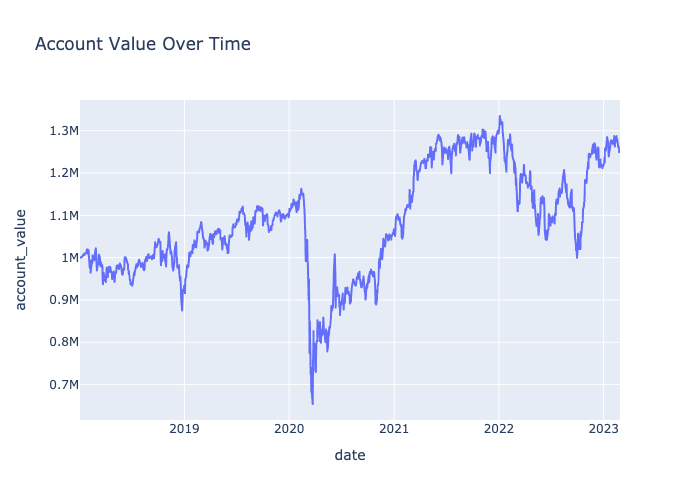 Account Value Over Time
account_value
1.3M
1.2M
1.1M
1M
0.9M
0.8M
0.7M
2019 2020 2021 2022 2023
date